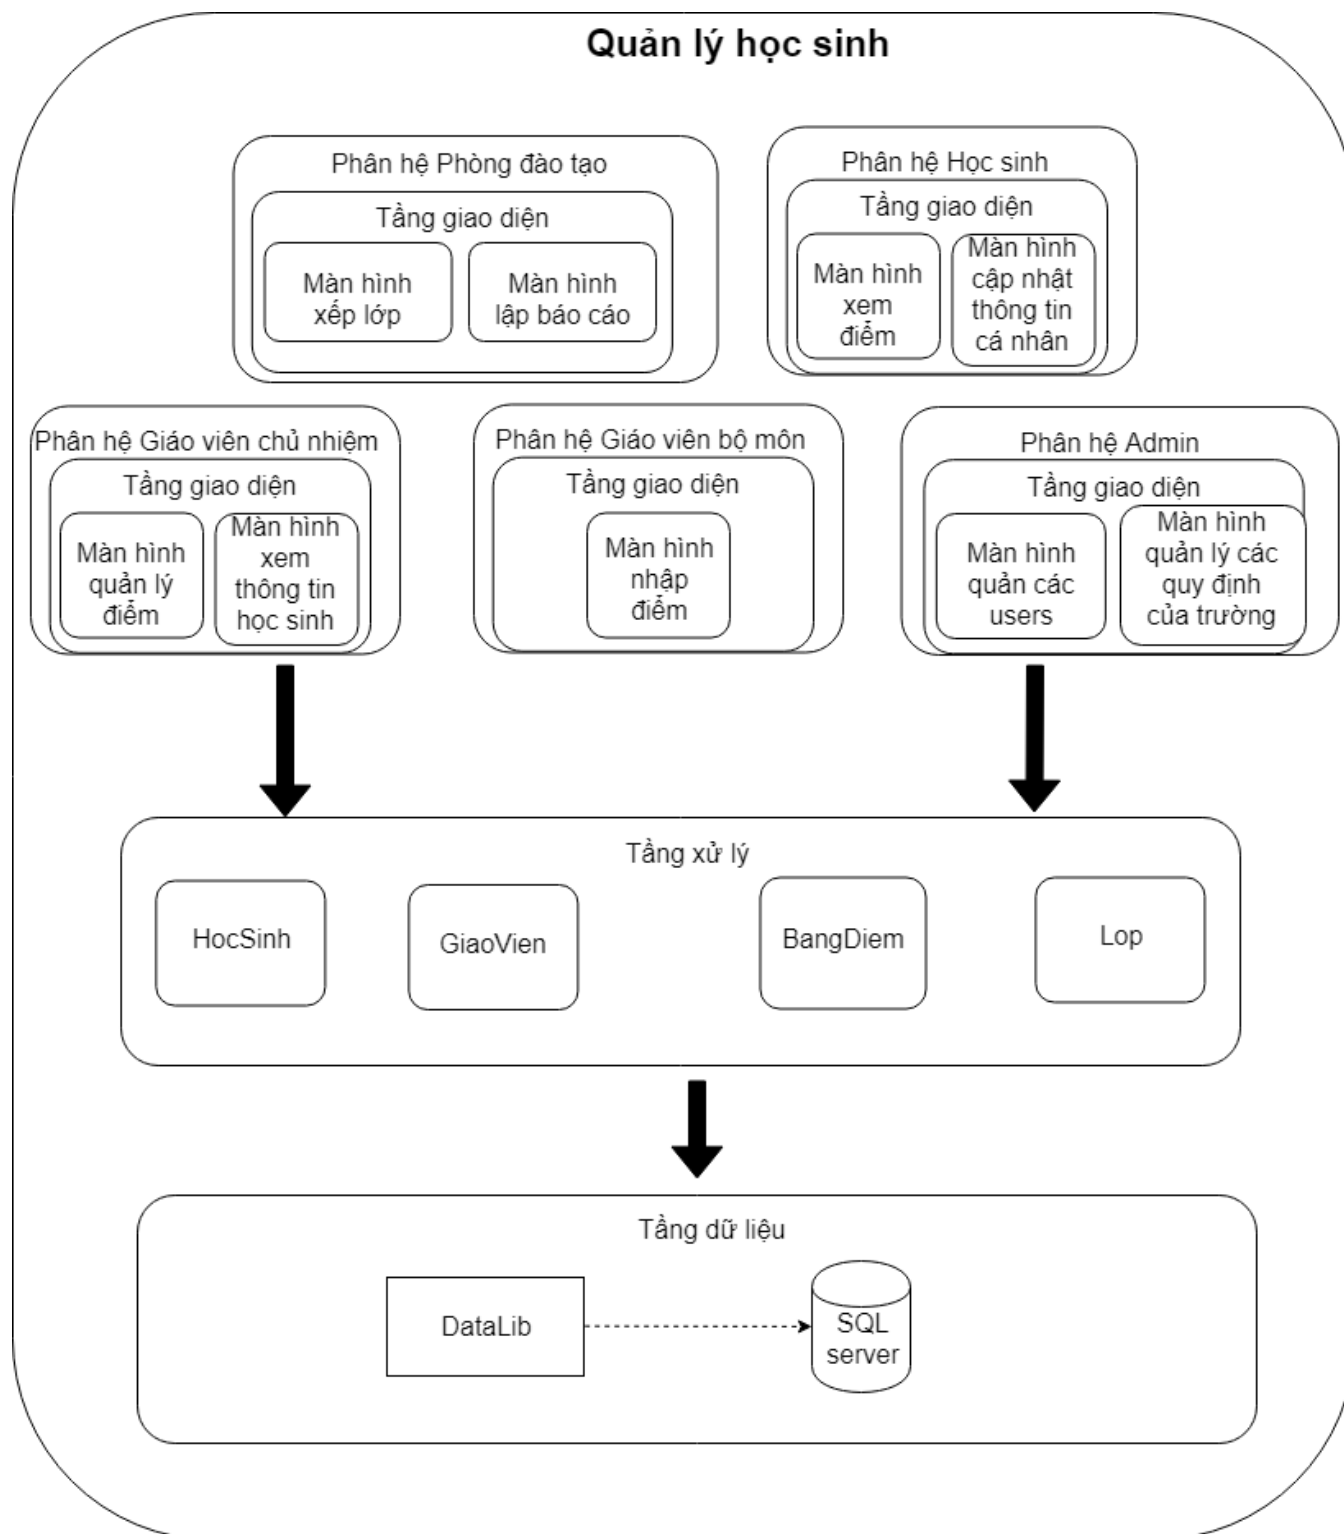 Quản lý học sinh
Phân hệ Phòng đào tạo
Tầng giao diện
Màn hình
xếp lớp
Màn hình
lập báo cáo
Phân hệ Học sinh
Tầng giao diện
Màn hình
xem
điểm
Màn hình
cập nhật
thông tin
cá nhân
Phân hệ Giáo viên chủ nhiệm
Tầng giao diện
Màn hình
quản lý
điểm
Màn hình
xem
thông tin
học sinh
Phân hệ Giáo viên bộ môn
Tầng giao diện
Màn hình
nhập
điểm
Phân hệ Admin
Tầng giao diện
Màn hình
quản các
users
Màn hình
quản lý các
quy định
của trường
Tầng xử lý
HocSinh
GiaoVien
BangDiem
Lop
Tầng dữ liệu
DataLib
SQL
server